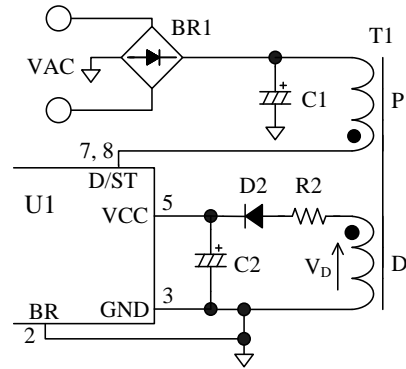 BR1
T1
VAC
C1
P
7, 8
D/ST
U1
VCC
5
D2
R2
C2
V_D
D
BR
GND
3
2